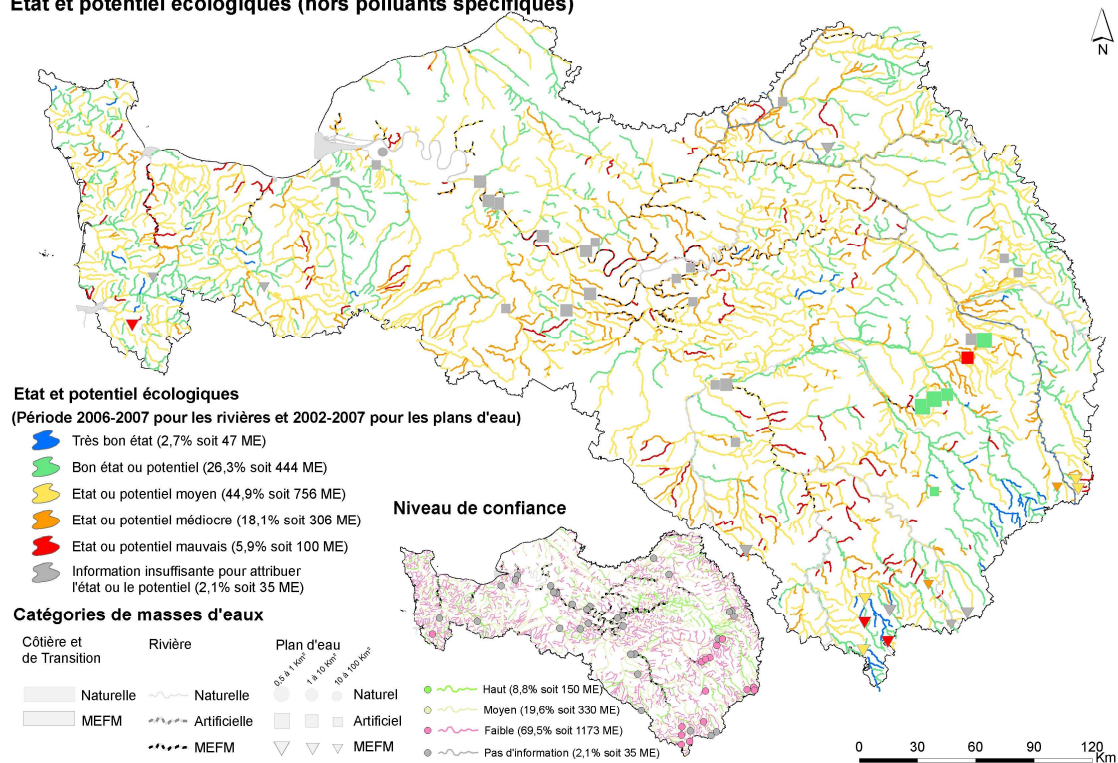 Etat et potentiel écologiques (hors polluants spécifiques)
N
Etat et potentiel écologiques
(Période 2006-2007 pour les rivières et 2002-2007 pour les plans d'eau)
Très bon état (2,7% soit 47 ME)
Bon état ou potentiel (26,3% soit 444 ME)
Etat ou potentiel moyen (44,9% soit 756 ME)
Etat ou potentiel médiocre (18,1% soit 306 ME)
Etat ou potentiel mauvais (5,9% soit 100 ME)
Information insuffisante pour attribuer
l'état ou le potentiel (2,1% soit 35 ME)
Catégories de masses d'eaux
Côtière et
de Transition
Naturelle
MEFM
Rivière
Naturelle
Artificielle
MEFM
Plan d'eau
0,5 à 1 Km²
1 à 10 Km²
10 à 100 Km²
Naturel
Artificiel
MEFM
Niveau de confiance
Haut (8,8% soit 150 ME)
Moyen (19,6% soit 330 ME)
Faible (69,5% soit 1173 ME)
Pas d'information (2,1% soit 35 ME)
0 30 60 90 120
Km